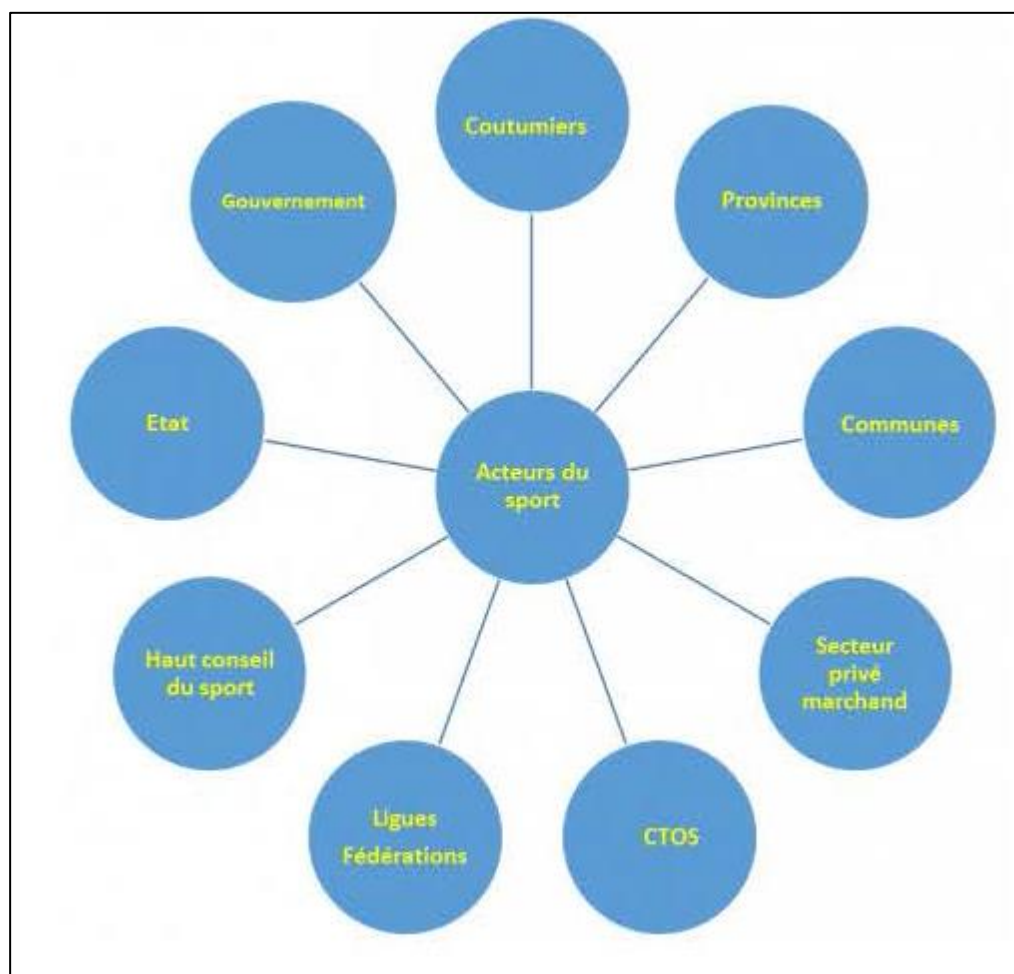 Coutumiers
Gouvernement
Provinces
Etat
Communes
Acteurs du
sport
Haut conseil
du sport
Secteur
privé
marchand
Ligues
Fédérations
CTOS